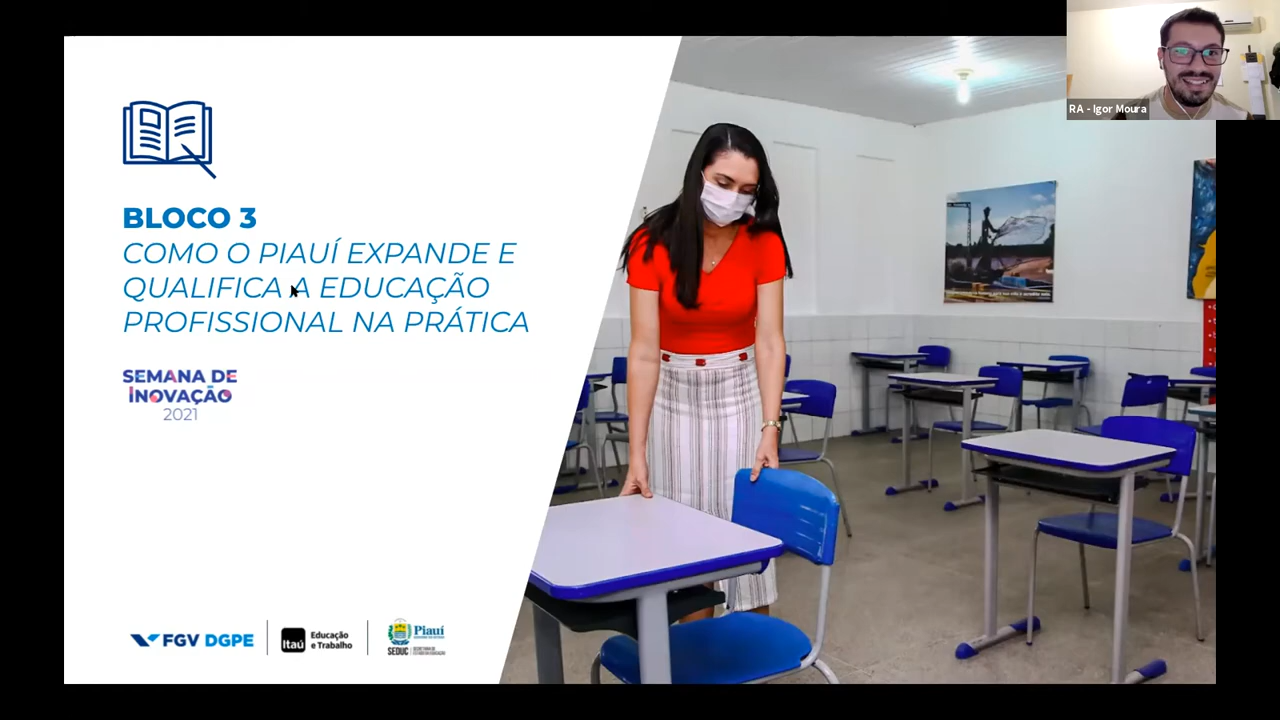 BLOCO 3
COMO O PIAUÍ EXPANDE E
QUALIFICA A EDUCAÇÃO
PROFISSIONAL NA PRÁTICA
SEMANA DE
INOVAÇÃO
2021
FGV DGPE
Itaú
Educação
e Trabalho
SEDUC
Piauí
RA - Igor Moura